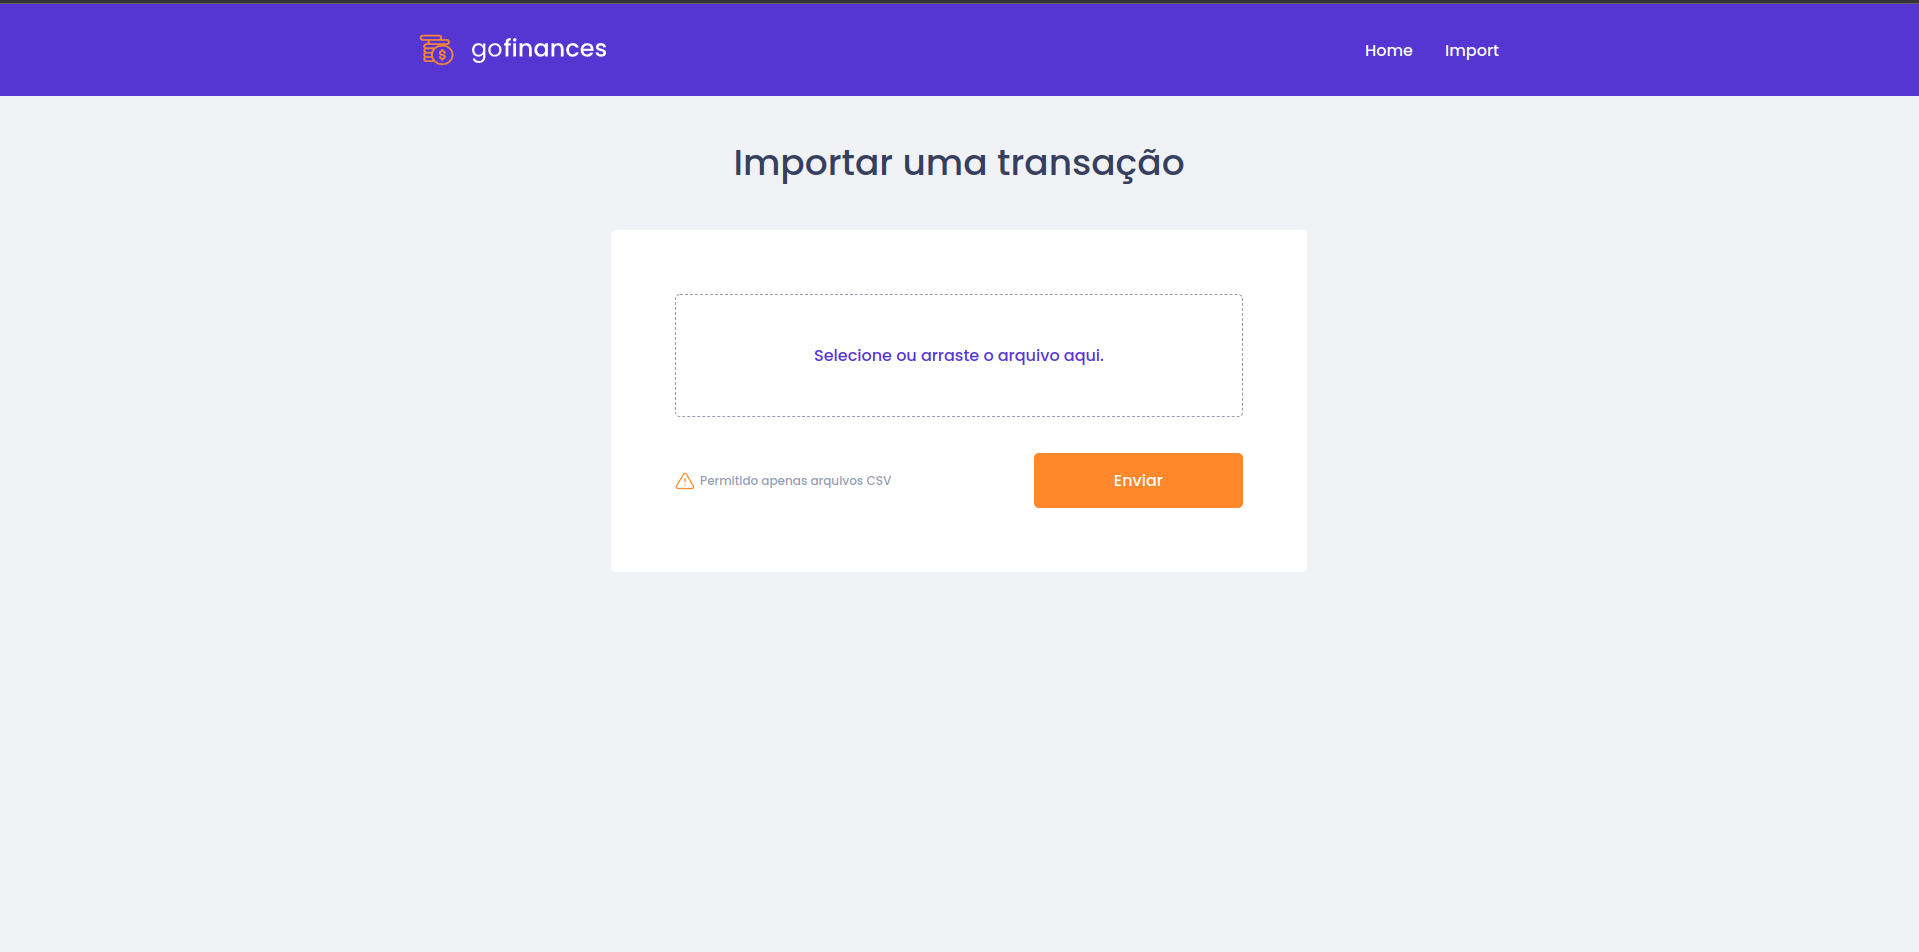 gofinances
Home
Import
Importar uma transação
Selecione ou arraste o arquivo aqui.
Permitido apenas arquivos CSV
Enviar